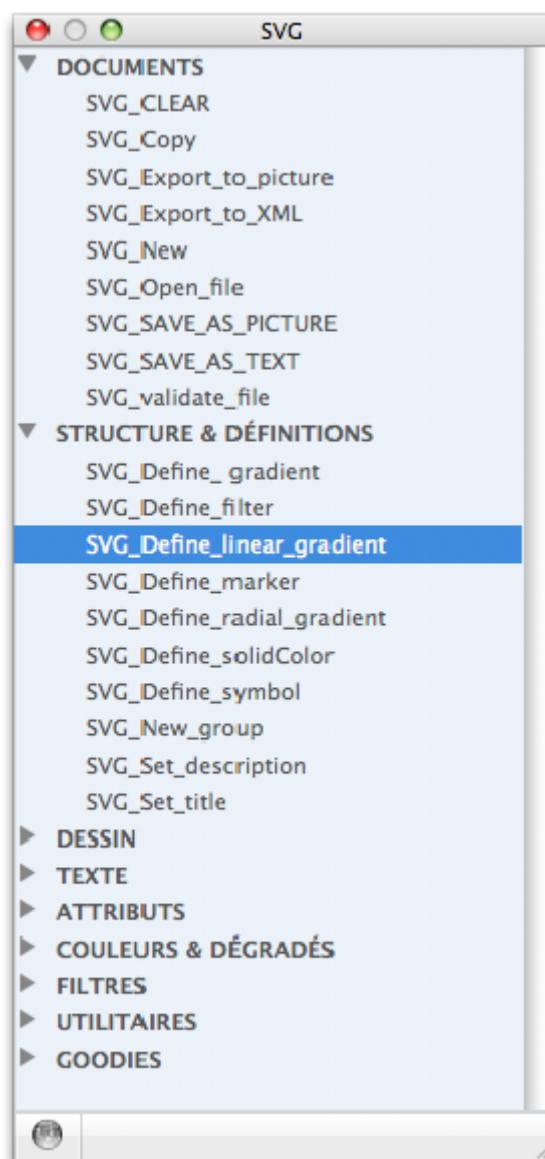 SVG
DOCUMENTS
SVG_CLEAR
SVG_Copy
SVG_Export_to_picture
SVG_Export_to_XML
SVG_New
SVG_Open_file
SVG_SAVE_AS_PICTURE
SVG_SAVE_AS_TEXT
SVG_validate_file
STRUCTURE & DÉFINITIONS
SVG_Define_ gradient
SVG_Define_filter
SVG_Define_linear_gradient
SVG_Define_marker
SVG_Define_radial_gradient
SVG_Define_solidColor
SVG_Define_symbol
SVG_New_group
SVG_Set_description
SVG_Set_title
DESSIN
TEXTE
ATTRIBUTS
COULEURS & DÉGRADÉS
FILTRES
UTILITAIRES
GOODIES